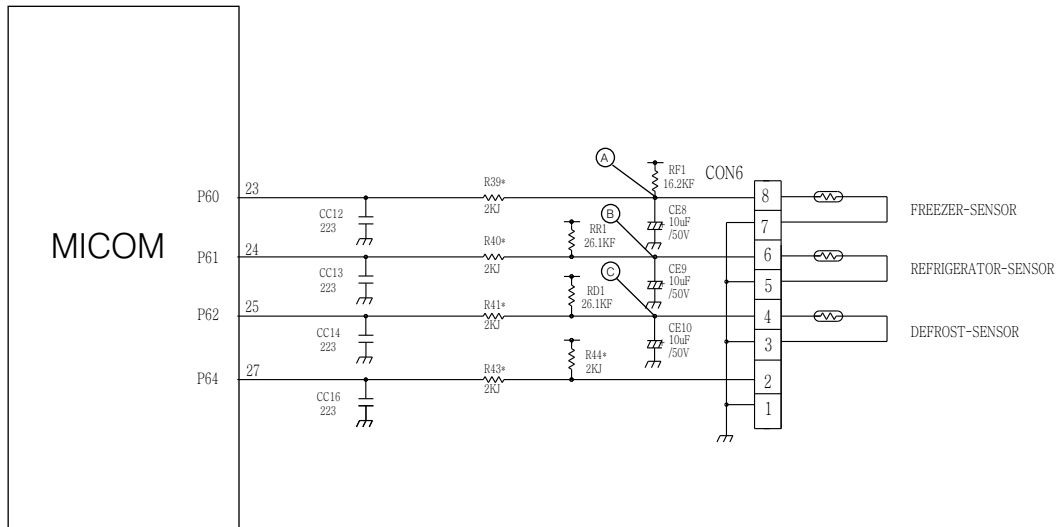 A
RF1
16.2KF
CON6
P60
23
R39*
2KJ
8
FREEZER-SENSOR
CC12
223
CE8
10uF
/50V
7
B
RR1
26.1KF
MICOM
P61
24
R40*
2KJ
6
REFRIGERATOR-SENSOR
CC13
223
CE9
10uF
/50V
5
C
RD1
26.1KF
P62
25
R41*
2KJ
4
DEFROST-SENSOR
CC14
223
CE10
10uF
/50V
3
R44*
2KJ
P64
27
R43*
2KJ
2
CC16
223
1
+
+
+